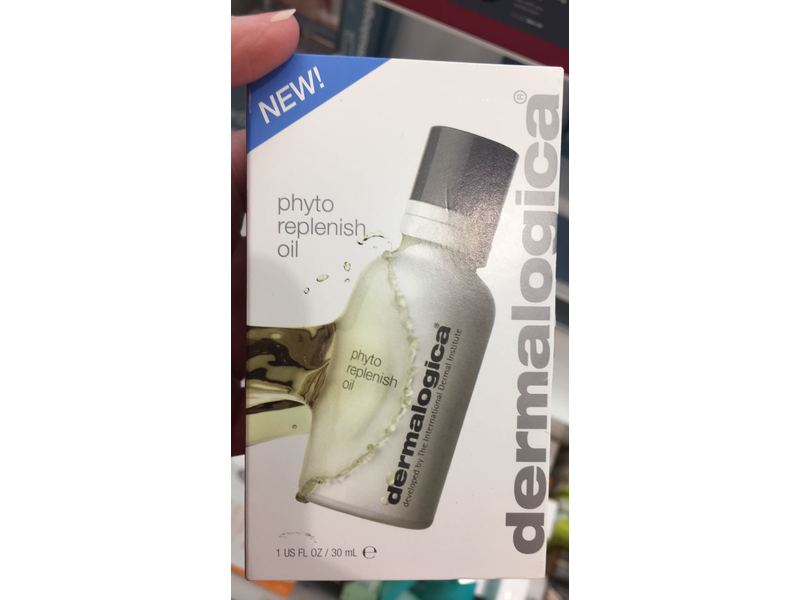 NEW!
phyto
replenish
oil
dermalogica®
phyto
replenish
oil
dermalogica®
developed by The International Dermal Institute
1 US FL OZ / 30 mL ℮